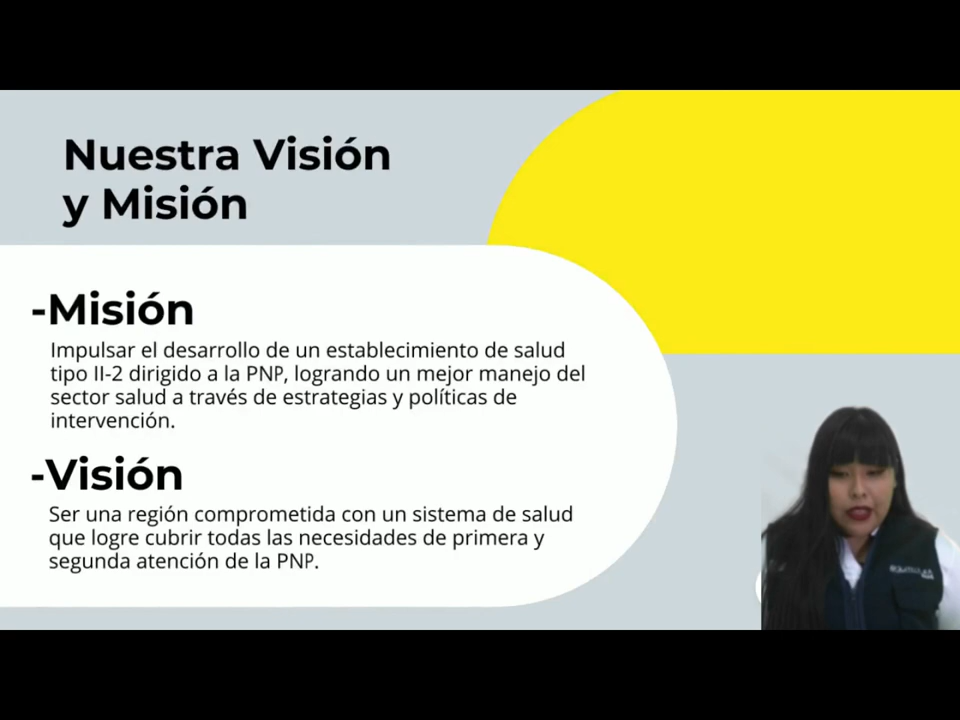 Nuestra Visión
y Misión
-Misión
Impulsar el desarrollo de un establecimiento de salud
tipo II-2 dirigido a la PNP, logrando un mejor manejo del
sector salud a través de estrategias y políticas de
intervención.
-Visión
Ser una región comprometida con un sistema de salud
que logre cubrir todas las necesidades de primera y
segunda atención de la PNP.